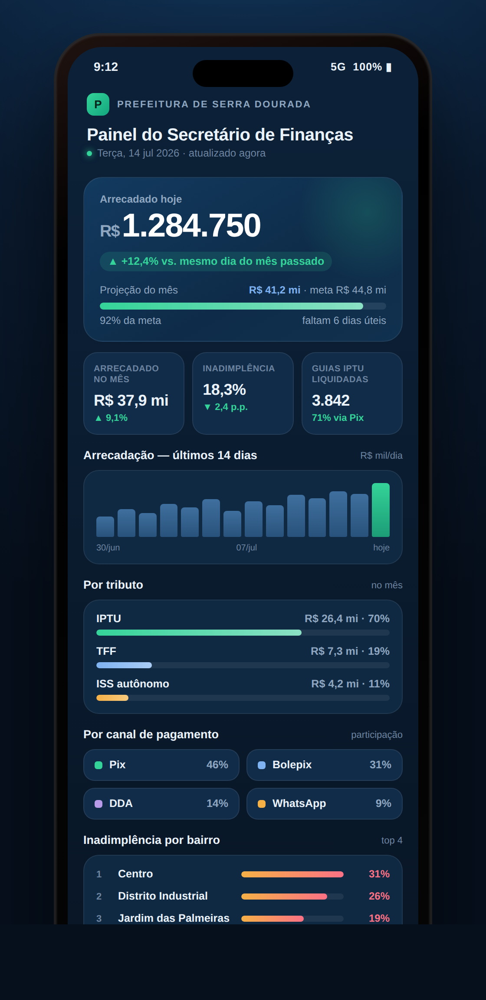 9:12
5G 100%
P
PREFEITURA DE SERRA DOURADA
Painel do Secretário de Finanças
Terça, 14 jul 2026 · atualizado agora
Arrecadado hoje
R$ 1.284.750
▲ +12,4% vs. mesmo dia do mês passado
Projeção do mês
R$ 41,2 mi · meta R$ 44,8 mi
92% da meta
faltam 6 dias úteis
ARRECADADO
NO MÊS
R$ 37,9 mi
▲ 9,1%
INADIMPLÊNCIA
18,3%
▼ 2,4 p.p.
GUIAS IPTU
LIQUIDADAS
3.842
71% via Pix
Arrecadação — últimos 14 dias
R$ mil/dia
30/jun
07/jul
hoje
Por tributo
no mês
IPTU
R$ 26,4 mi · 70%
TFF
R$ 7,3 mi · 19%
ISS autônomo
R$ 4,2 mi · 11%
Por canal de pagamento
participação
Pix
46%
Bolepix
31%
DDA
14%
WhatsApp
9%
Inadimplência por bairro
top 4
1 Centro 31%
2 Distrito Industrial 26%
3 Jardim das Palmeiras 19%